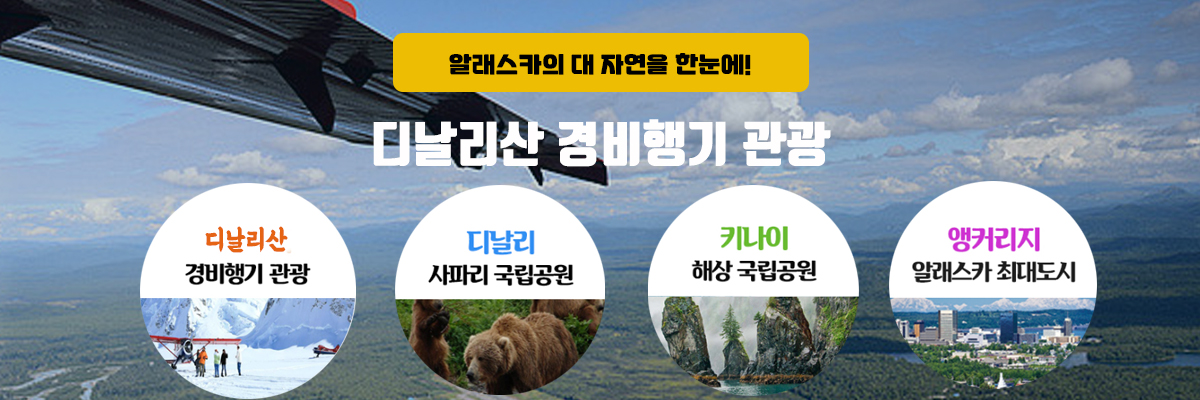 알래스카의 대 자연을 한눈에!
디날리산 경비행기 관광
디날리산
경비행기 관광
디날리
사파리 국립공원
키나이
해상 국립공원
앵커리지
알래스카 최대도시